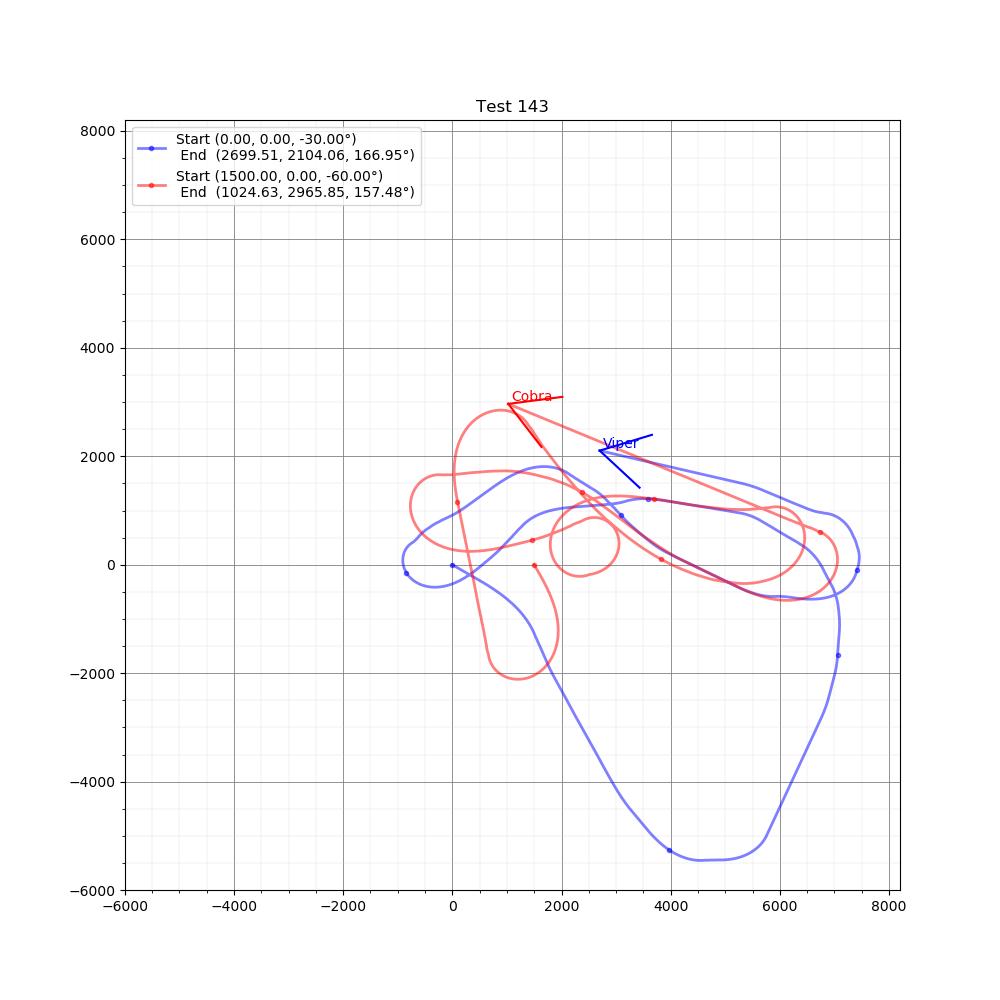 Test 143
8000
6000
4000
2000
0
−2000
−4000
−6000
Start (0.00, 0.00, -30.00°)
End (2699.51, 2104.06, 166.95°)
Start (1500.00, 0.00, -60.00°)
End (1024.63, 2965.85, 157.48°)
Cobra
Viper
−6000 −4000 −2000 0 2000 4000 6000 8000